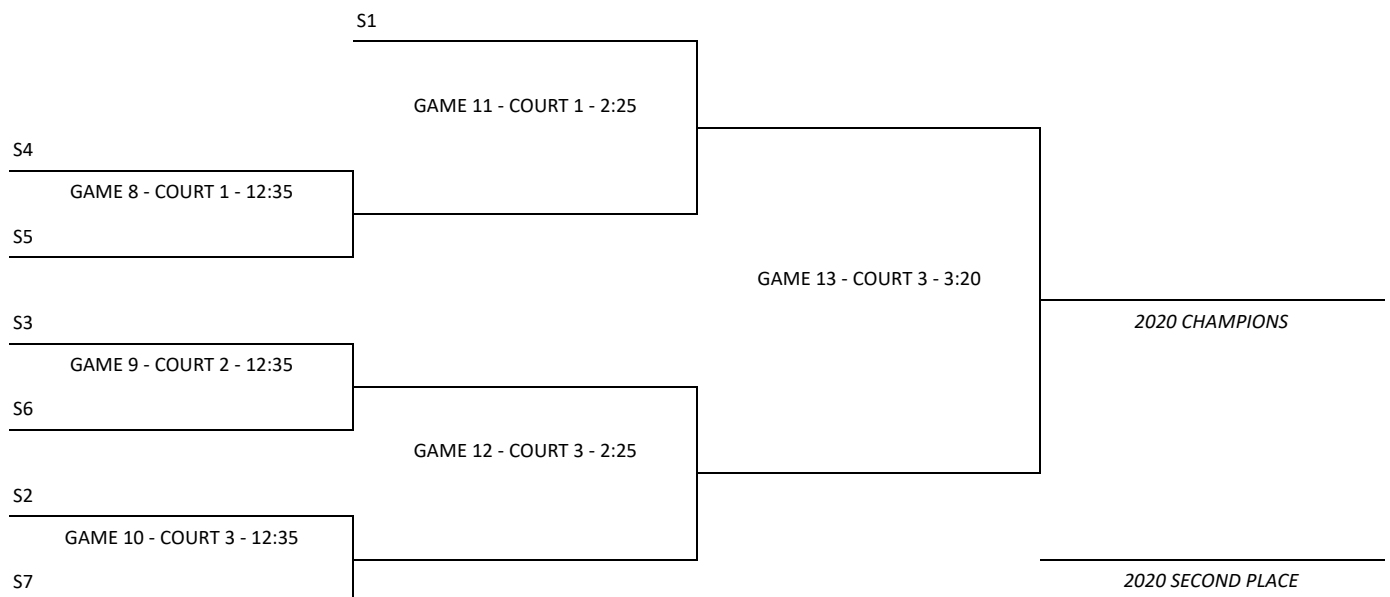 S1
GAME 11 - COURT 1 - 2:25
S4
GAME 8 - COURT 1 - 12:35
S5
GAME 13 - COURT 3 - 3:20
S3
2020 CHAMPIONS
GAME 9 - COURT 2 - 12:35
S6
GAME 12 - COURT 3 - 2:25
S2
GAME 10 - COURT 3 - 12:35
S7
2020 SECOND PLACE